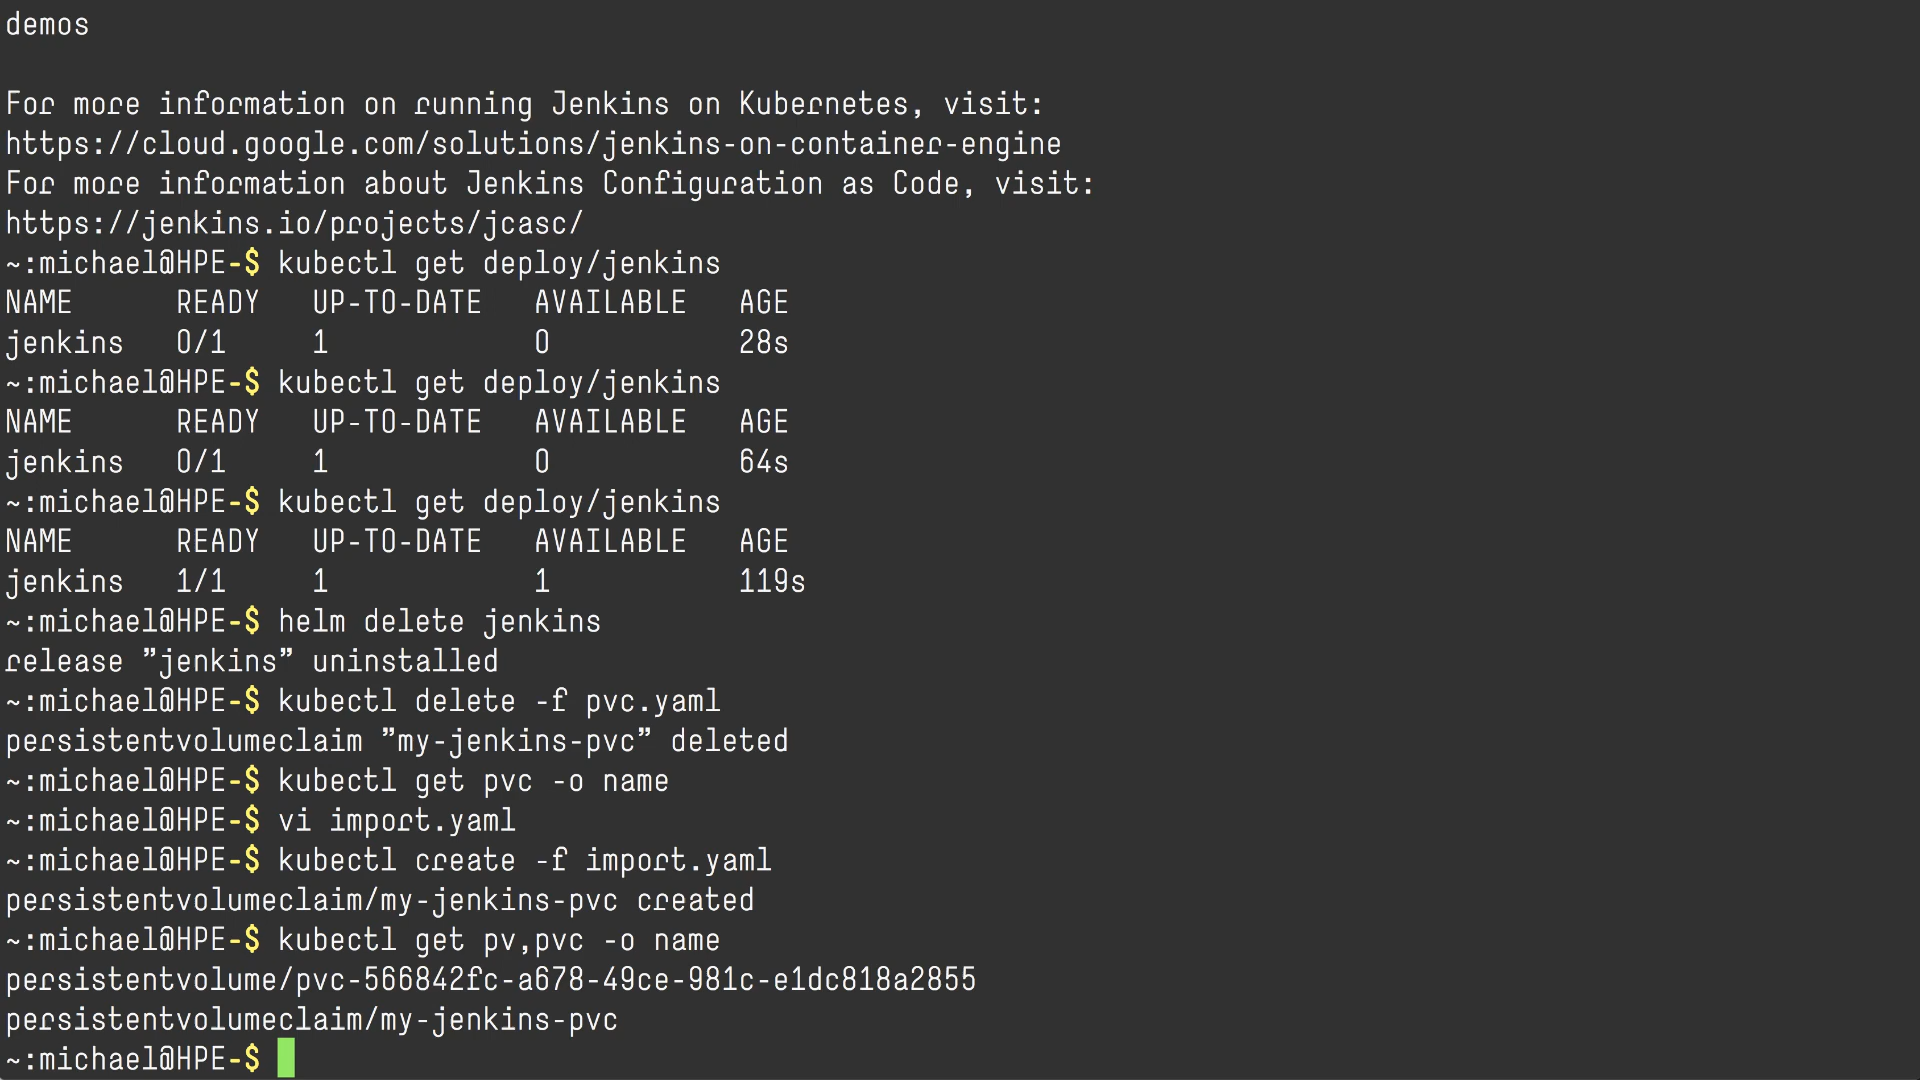 demos

For more information on running Jenkins on Kubernetes, visit:
https://cloud.google.com/solutions/jenkins-on-container-engine
For more information about Jenkins Configuration as Code, visit:
https://jenkins.io/projects/jcasc/
~:michael@HPE-$ kubectl get deploy/jenkins
NAME      READY   UP-TO-DATE   AVAILABLE   AGE
jenkins   0/1     1            0           28s
~:michael@HPE-$ kubectl get deploy/jenkins
NAME      READY   UP-TO-DATE   AVAILABLE   AGE
jenkins   0/1     1            0           64s
~:michael@HPE-$ kubectl get deploy/jenkins
NAME      READY   UP-TO-DATE   AVAILABLE   AGE
jenkins   1/1     1            1           119s
~:michael@HPE-$ helm delete jenkins
release ”jenkins” uninstalled
~:michael@HPE-$ kubectl delete -f pvc.yaml
persistentvolumeclaim ”my-jenkins-pvc” deleted
~:michael@HPE-$ kubectl get pvc -o name
~:michael@HPE-$ vi import.yaml
~:michael@HPE-$ kubectl create -f import.yaml
persistentvolumeclaim/my-jenkins-pvc created
~:michael@HPE-$ kubectl get pv,pvc -o name
persistentvolume/pvc-566842fc-a678-49ce-981c-e1dc818a2855
persistentvolumeclaim/my-jenkins-pvc
~:michael@HPE-$